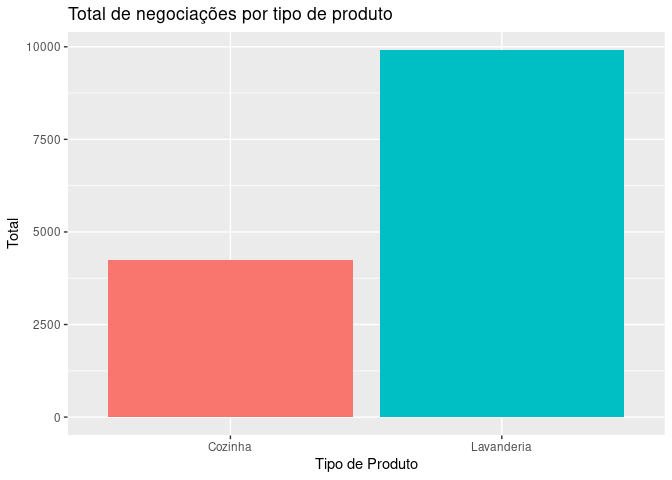 Total de negociações por tipo de produto
10000
7500
5000
2500
0
Total
Cozinha
Lavanderia
Tipo de Produto